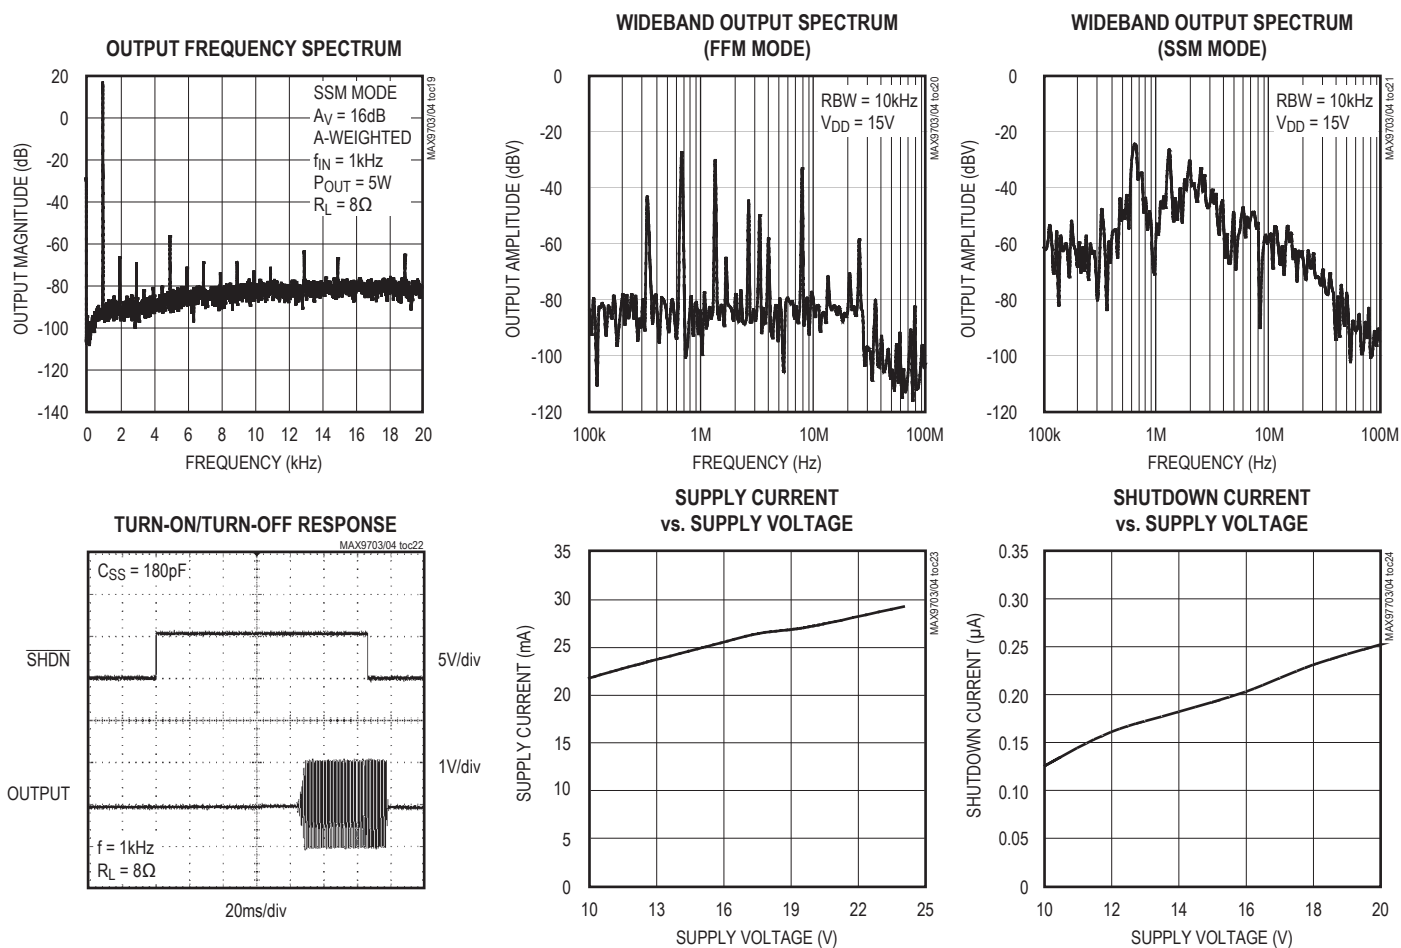 OUTPUT FREQUENCY SPECTRUM
MAX9703/04 toc19
20
0
-20
-40
-60
-80
-100
-120
-140
OUTPUT MAGNITUDE (dB)
SSM MODE
AV = 16dB
A-WEIGHTED
fIN = 1kHz
POUT = 5W
RL = 8Ω
0 2 4 6 8 10 12 14 16 18 20
FREQUENCY (kHz)
WIDEBAND OUTPUT SPECTRUM
(FFM MODE)
MAX9703/04 toc20
0
-20
-40
-60
-80
-100
-120
OUTPUT AMPLITUDE (dBV)
RBW = 10kHz
VDD = 15V
100k 1M 10M 100M
FREQUENCY (Hz)
WIDEBAND OUTPUT SPECTRUM
(SSM MODE)
MAX9703/04 toc21
0
-20
-40
-60
-80
-100
-120
OUTPUT AMPLITUDE (dBV)
RBW = 10kHz
VDD = 15V
100k 1M 10M 100M
FREQUENCY (Hz)
TURN-ON/TURN-OFF RESPONSE
MAX9703/04 toc22
CSS = 180pF
SHDN
5V/div
1V/div
OUTPUT
f = 1kHz
RL = 8Ω
20ms/div
SUPPLY CURRENT
vs. SUPPLY VOLTAGE
MAX9703/04 toc23
35
30
25
20
15
10
5
0
SUPPLY CURRENT (mA)
10 13 16 19 22 25
SUPPLY VOLTAGE (V)
SHUTDOWN CURRENT
vs. SUPPLY VOLTAGE
MAX97703/04 toc24
0.35
0.30
0.25
0.20
0.15
0.10
0.05
0
SHUTDOWN CURRENT (µA)
10 12 14 16 18 20
SUPPLY VOLTAGE (V)